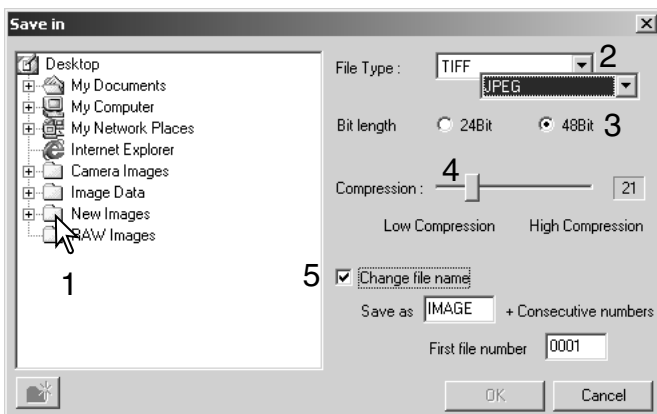 Save in
Desktop
My Documents
My Computer
My Network Places
Internet Explorer
Camera Images
Image Data
New Images
RAW Images
1
File Type :
TIFF
2
JPEG
Bit length
24Bit
48Bit
3
4
Compression :
21
Low Compression
High Compression
5
Change file name
Save as
IMAGE
+ Consecutive numbers
First file number
0001
OK
Cancel